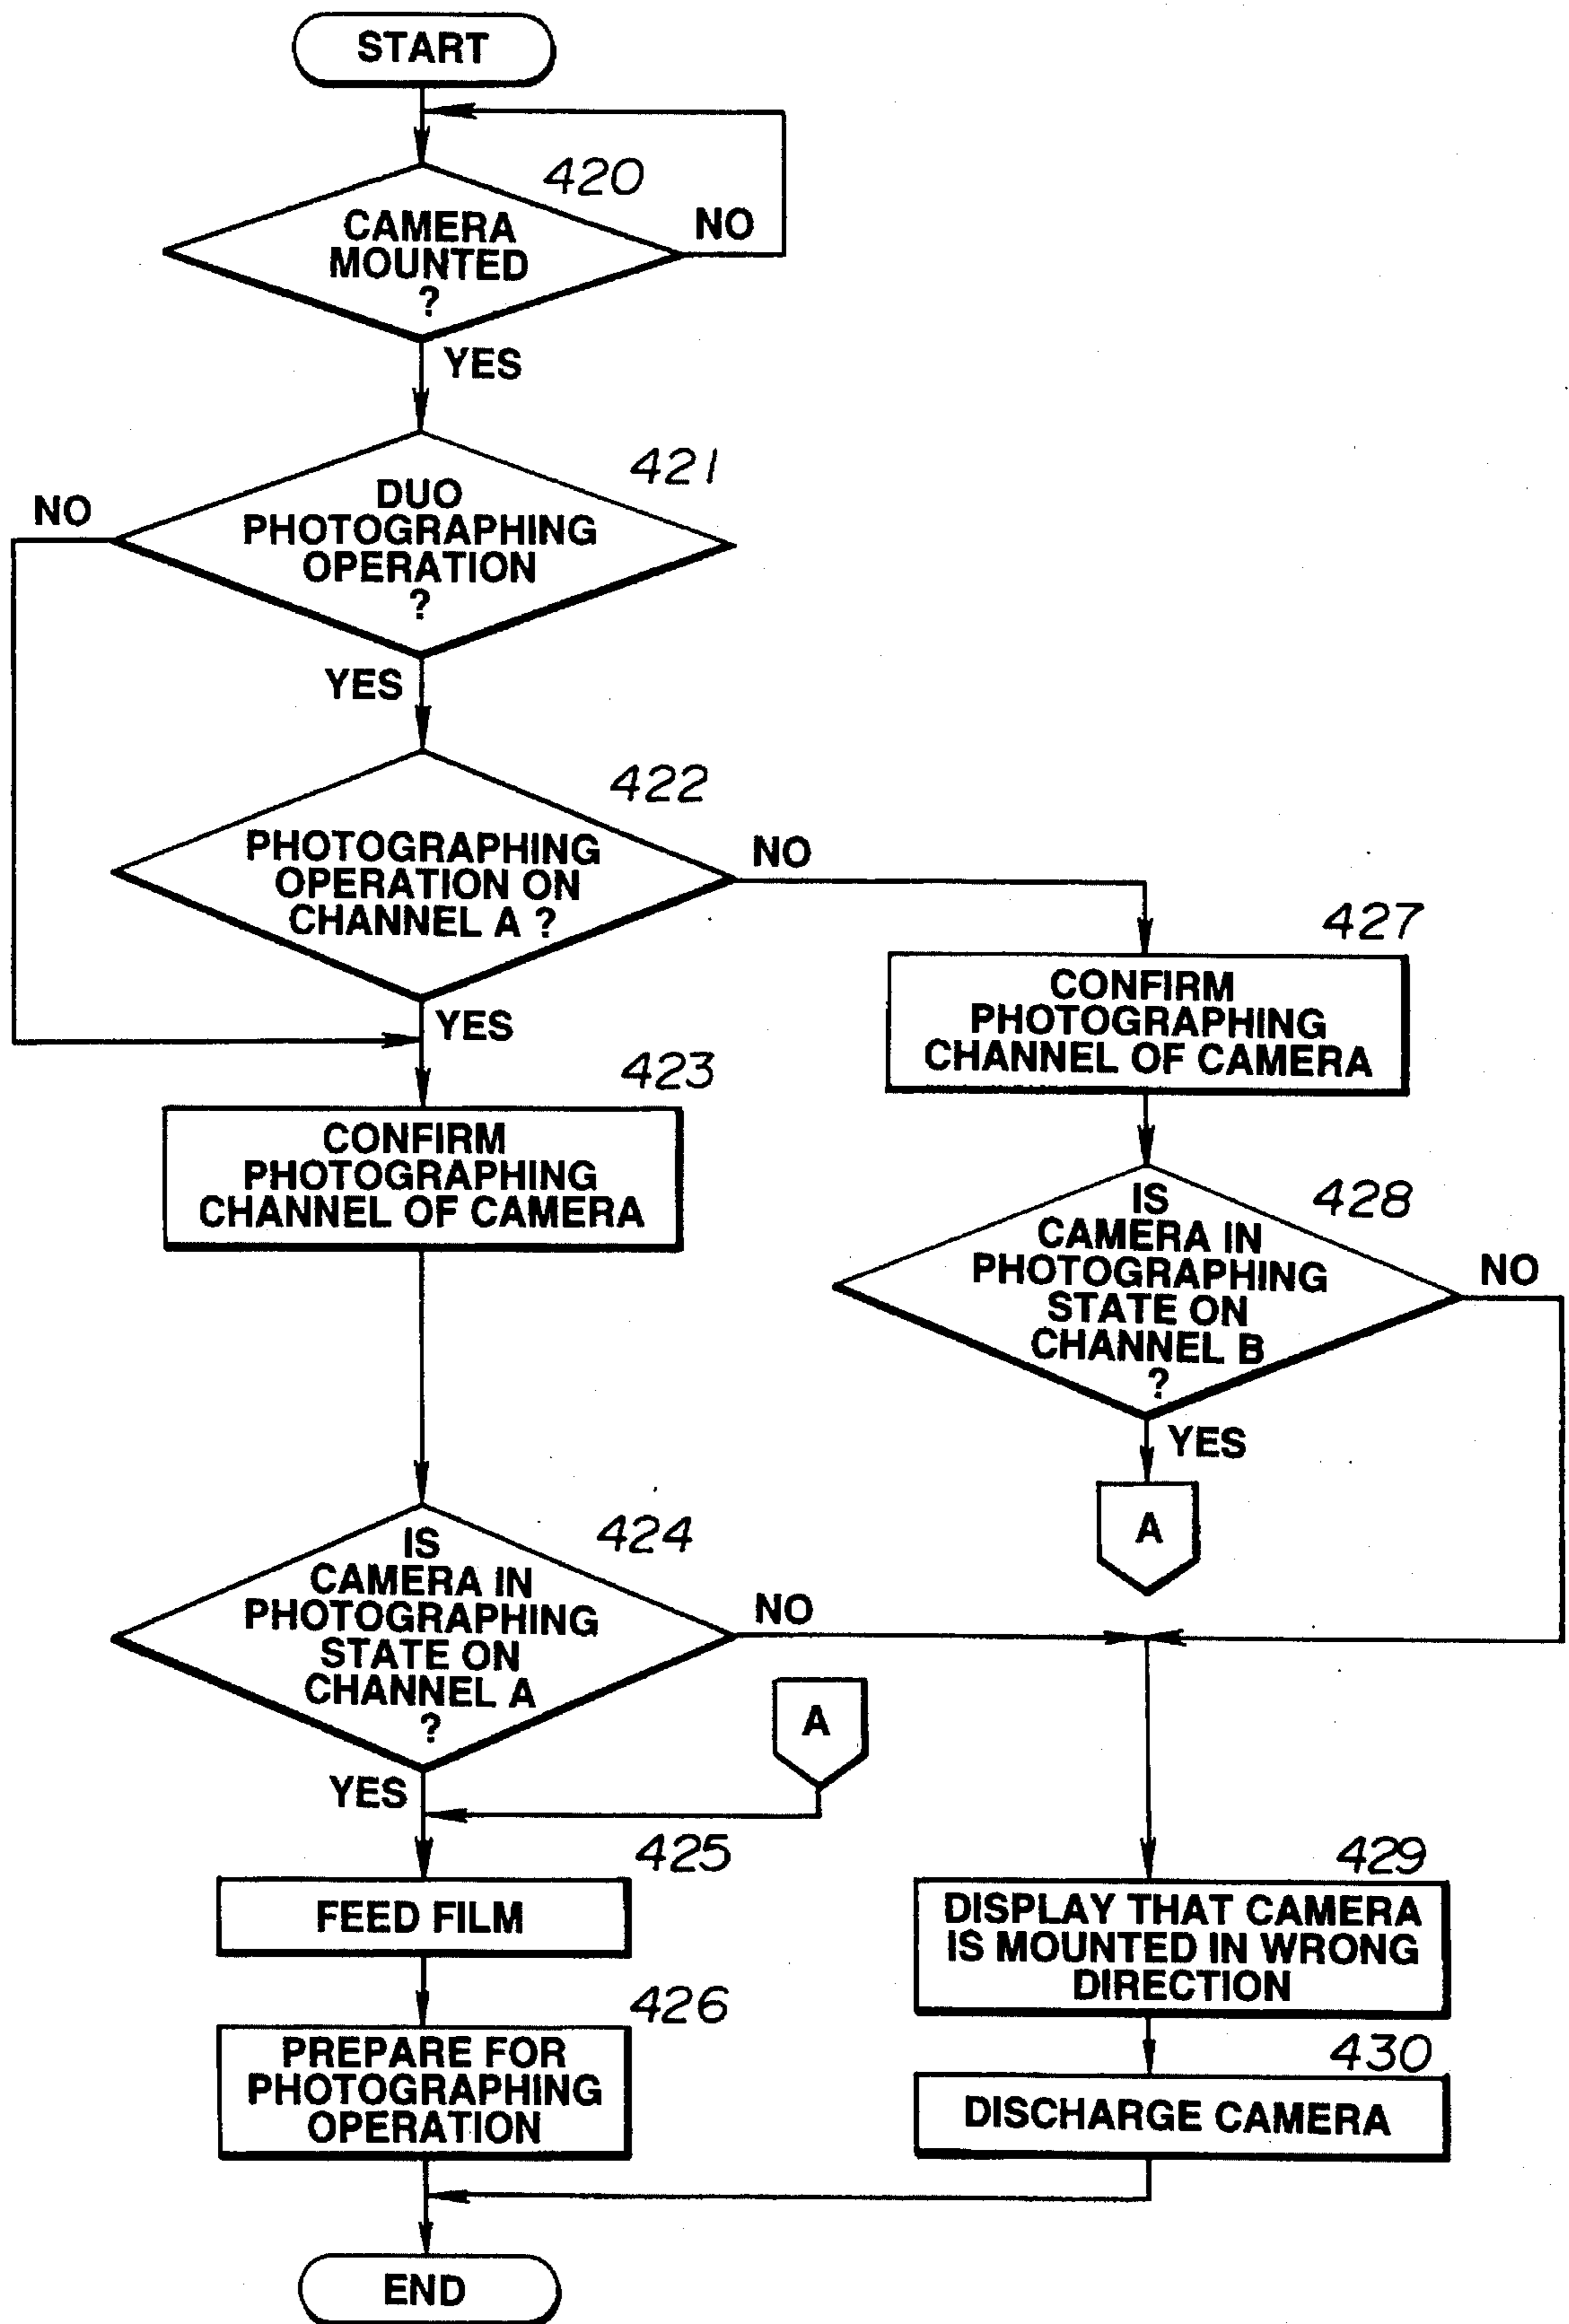 START
420
CAMERA
MOUNTED
?
NO
YES
421
DUO
PHOTOGRAPHING
OPERATION
?
NO
YES
422
PHOTOGRAPHING
OPERATION ON
CHANNEL A ?
NO
YES
423
CONFIRM
PHOTOGRAPHING
CHANNEL OF CAMERA
427
CONFIRM
PHOTOGRAPHING
CHANNEL OF CAMERA
428
IS
CAMERA IN
PHOTOGRAPHING
STATE ON
CHANNEL B
?
NO
YES
A
424
IS
CAMERA IN
PHOTOGRAPHING
STATE ON
CHANNEL A
?
NO
YES
A
425
FEED FILM
426
PREPARE FOR
PHOTOGRAPHING
OPERATION
429
DISPLAY THAT CAMERA
IS MOUNTED IN WRONG
DIRECTION
430
DISCHARGE CAMERA
END